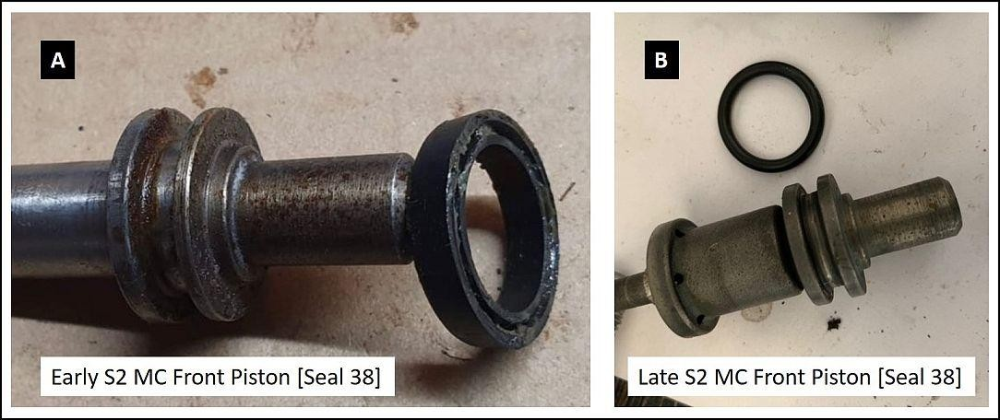 A
B
Early S2 MC Front Piston [Seal 38]
Late S2 MC Front Piston [Seal 38]